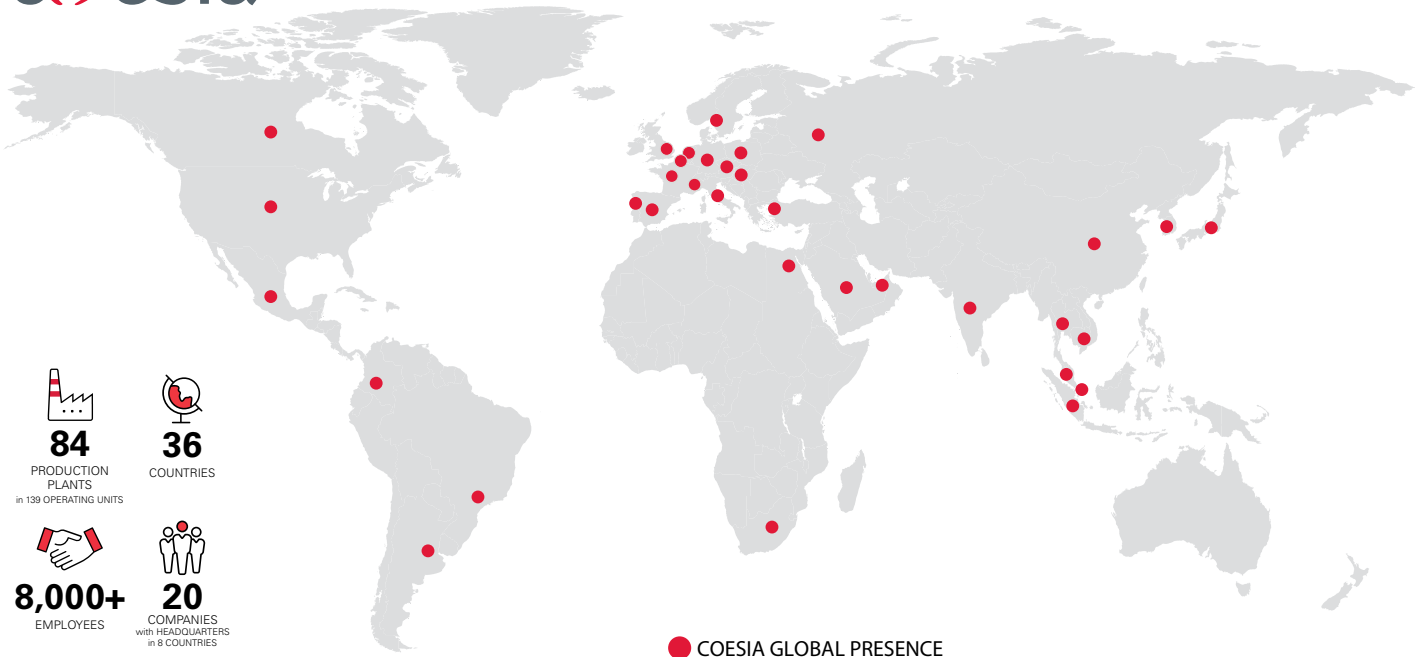 84
PRODUCTION
PLANTS
in 139 OPERATING UNITS
36
COUNTRIES
8,000+
EMPLOYEES
20
COMPANIES
with HEADQUARTERS
in 8 COUNTRIES
COESIA GLOBAL PRESENCE